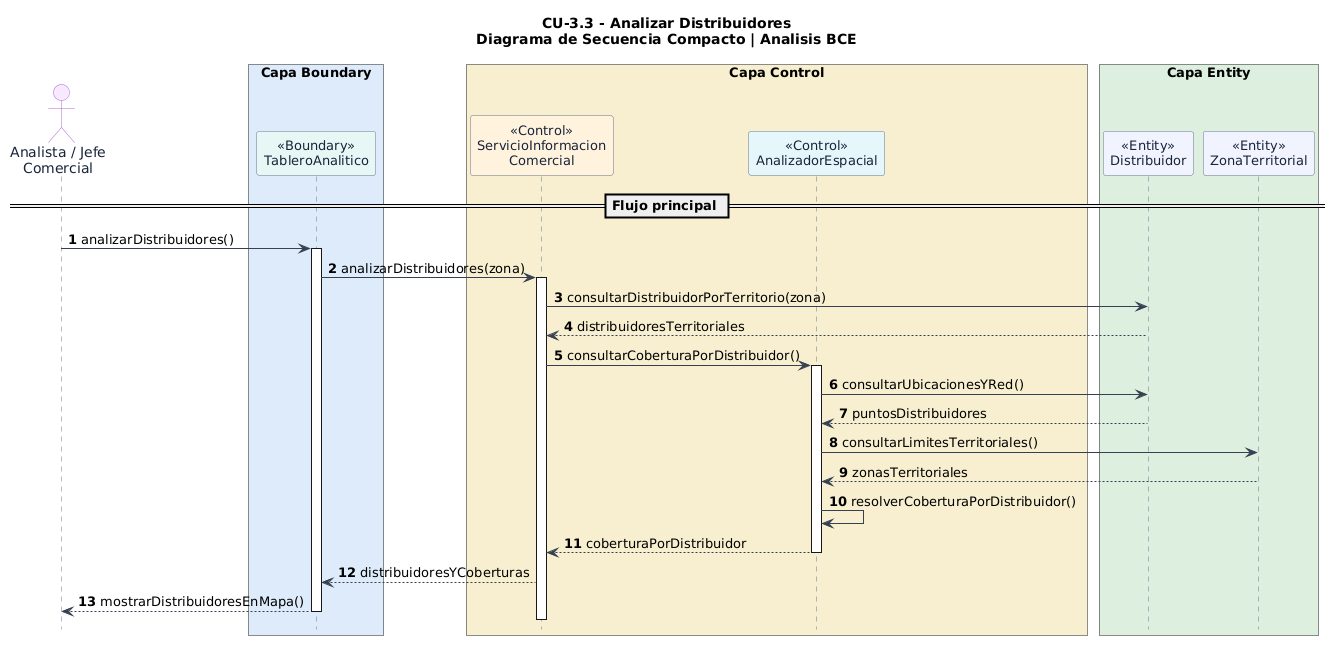 CU-3.3 - Analizar Distribuidores
Diagrama de Secuencia Compacto | Analisis BCE
Capa Boundary
Capa Control
Capa Entity
Analista / Jefe
Comercial
«Boundary»
TableroAnalitico
«Control»
ServicioInformacion
Comercial
«Control»
AnalizadorEspacial
«Entity»
Distribuidor
«Entity»
ZonaTerritorial
Flujo principal
1 analizarDistribuidores()
2 analizarDistribuidores(zona)
3 consultarDistribuidorPorTerritorio(zona)
4 distribuidoresTerritoriales
5 consultarCoberturaPorDistribuidor()
6 consultarUbicacionesYRed()
7 puntosDistribuidores
8 consultarLimitesTerritoriales()
9 zonasTerritoriales
10 resolverCoberturaPorDistribuidor()
11 coberturaPorDistribuidor
12 distribuidoresYCoberturas
13 mostrarDistribuidoresEnMapa()